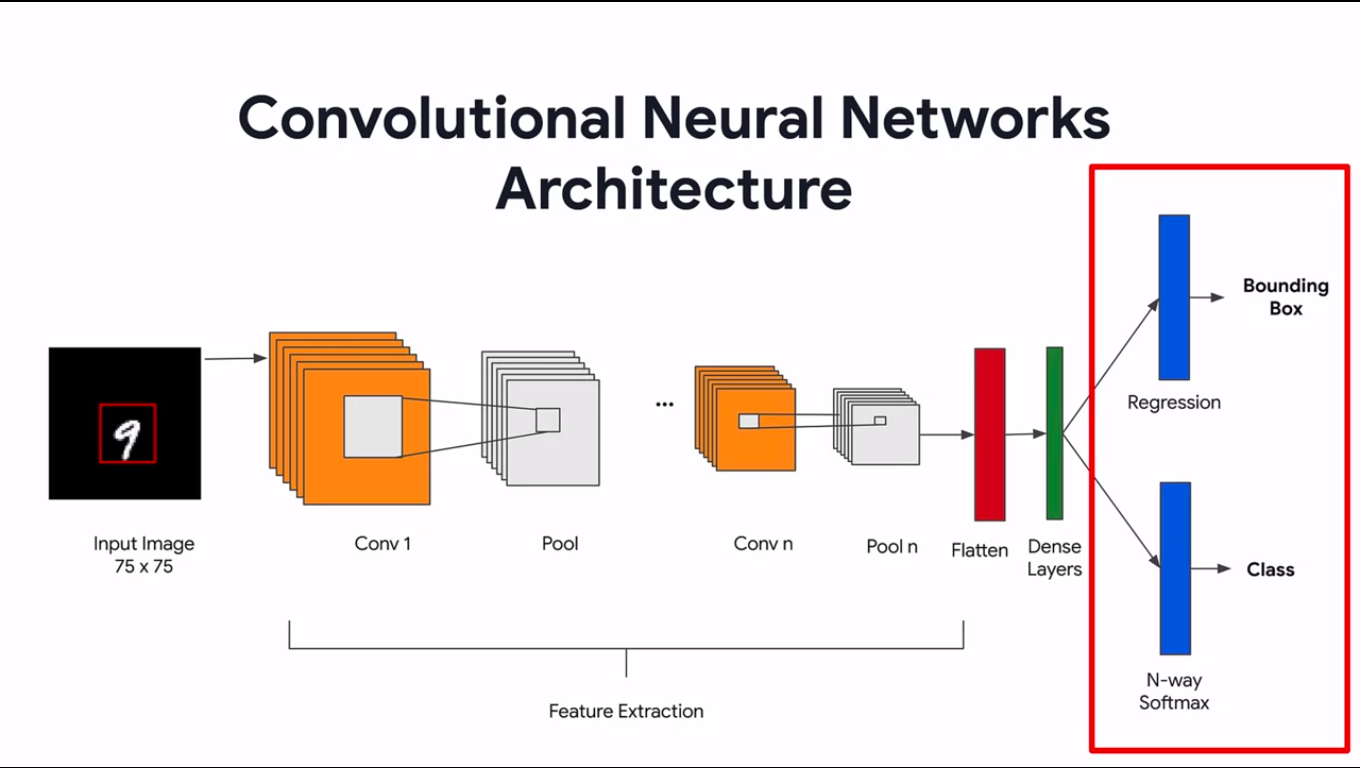 Convolutional Neural Networks
Architecture
Bounding
Box
Regression
9
Input Image
75 x 75
Conv 1
Pool
...
Conv n
Pool n
Flatten
Dense
Layers
Class
N-way
Softmax
Feature Extraction